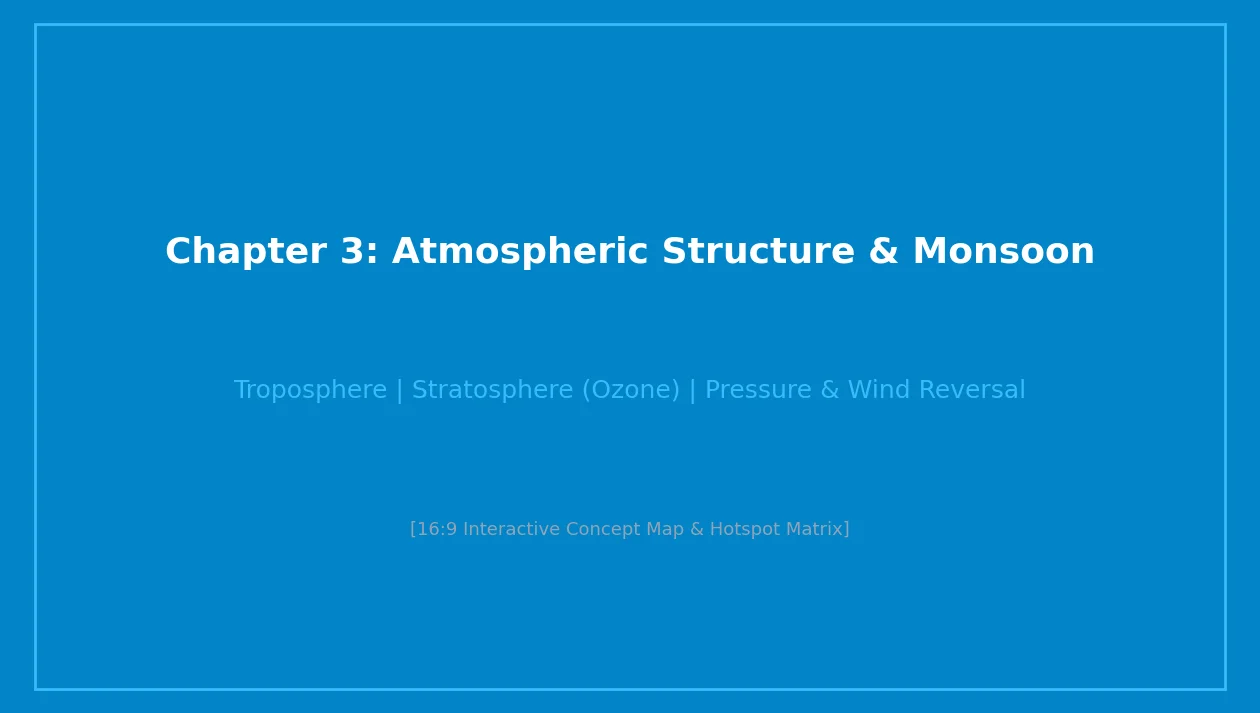 Chapter 3: Atmospheric Structure & Monsoon
Troposphere | Stratosphere (Ozone) | Pressure & Wind Reversal
[16:9 Interactive Concept Map & Hotspot Matrix]